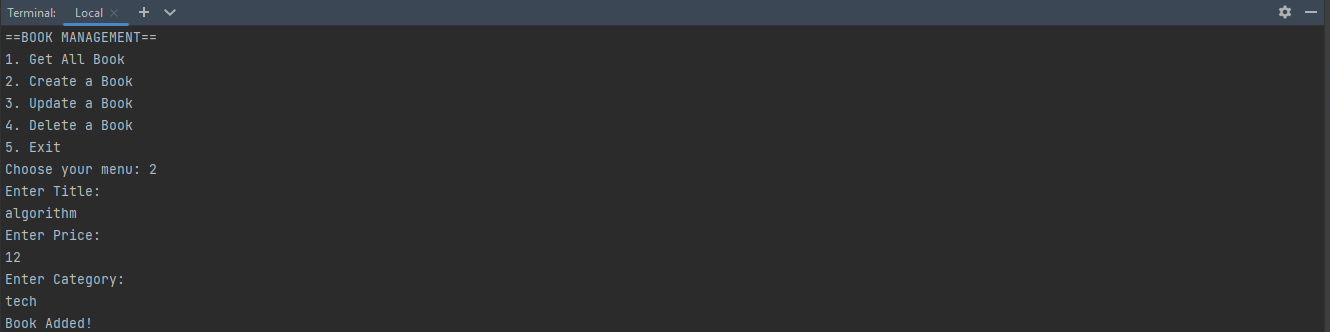 Terminal: Local × + 
==BOOK MANAGEMENT==
1. Get All Book
2. Create a Book
3. Update a Book
4. Delete a Book
5. Exit
Choose your menu: 2
Enter Title:
algorithm
Enter Price:
12
Enter Category:
tech
Book Added!